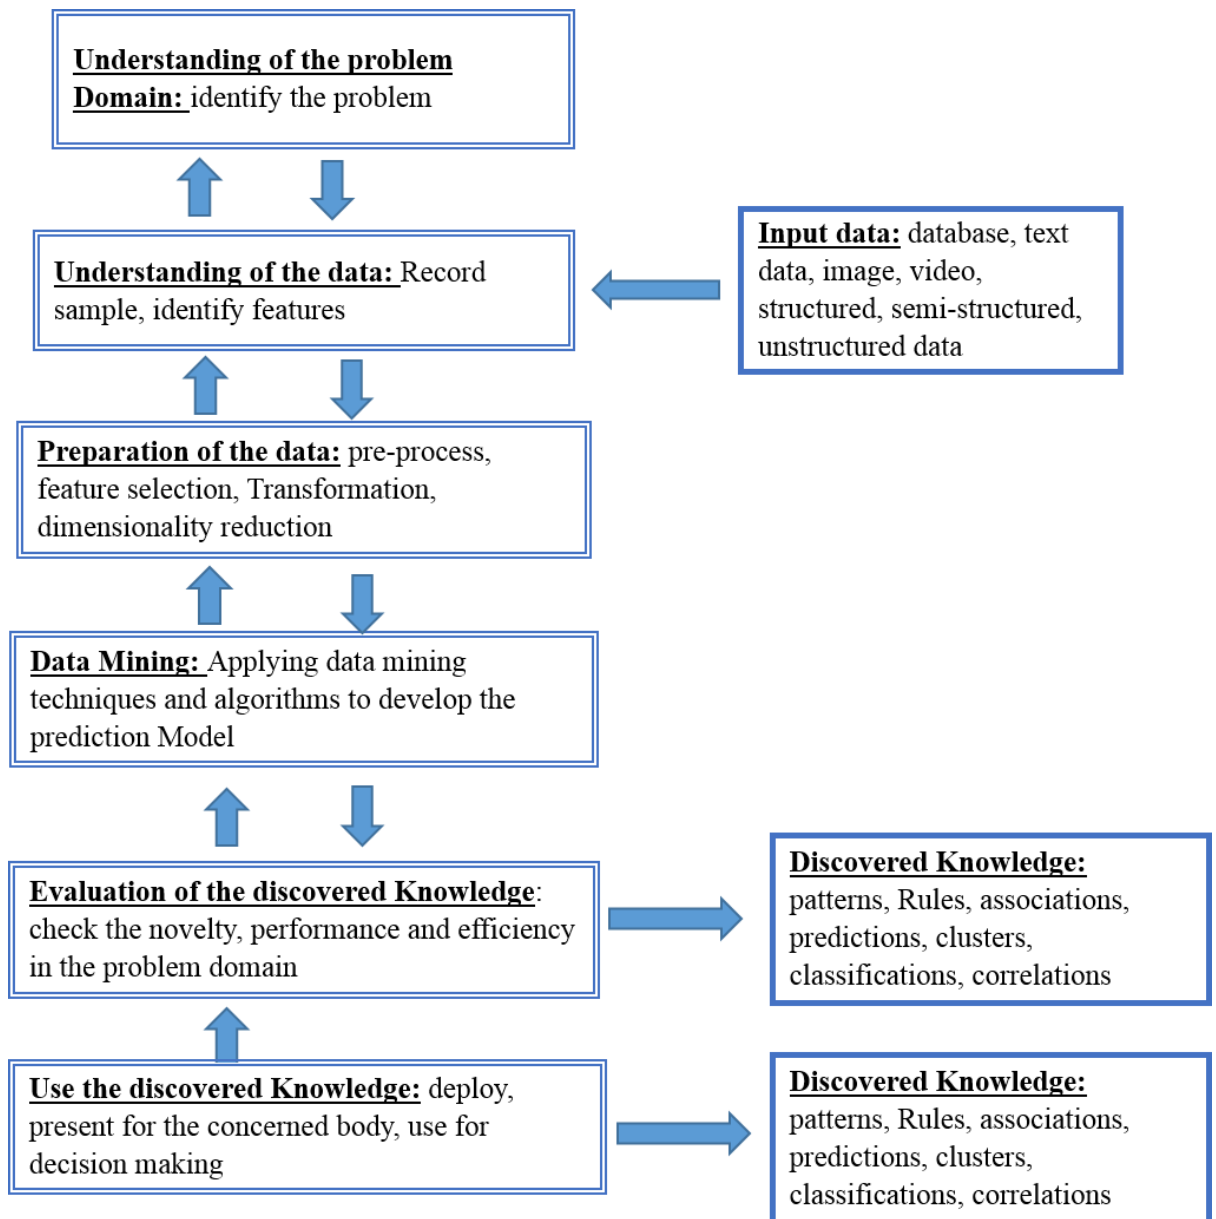 Understanding of the problem
Domain: identify the problem
Understanding of the data: Record
sample, identify features
Input data: database, text
data, image, video,
structured, semi-structured,
unstructured data
Preparation of the data: pre-process,
feature selection, Transformation,
dimensionality reduction
Data Mining: Applying data mining
techniques and algorithms to develop the
prediction Model
Evaluation of the discovered Knowledge:
check the novelty, performance and efficiency
in the problem domain
Discovered Knowledge:
patterns, Rules, associations,
predictions, clusters,
classifications, correlations
Use the discovered Knowledge: deploy,
present for the concerned body, use for
decision making
Discovered Knowledge:
patterns, Rules, associations,
predictions, clusters,
classifications, correlations